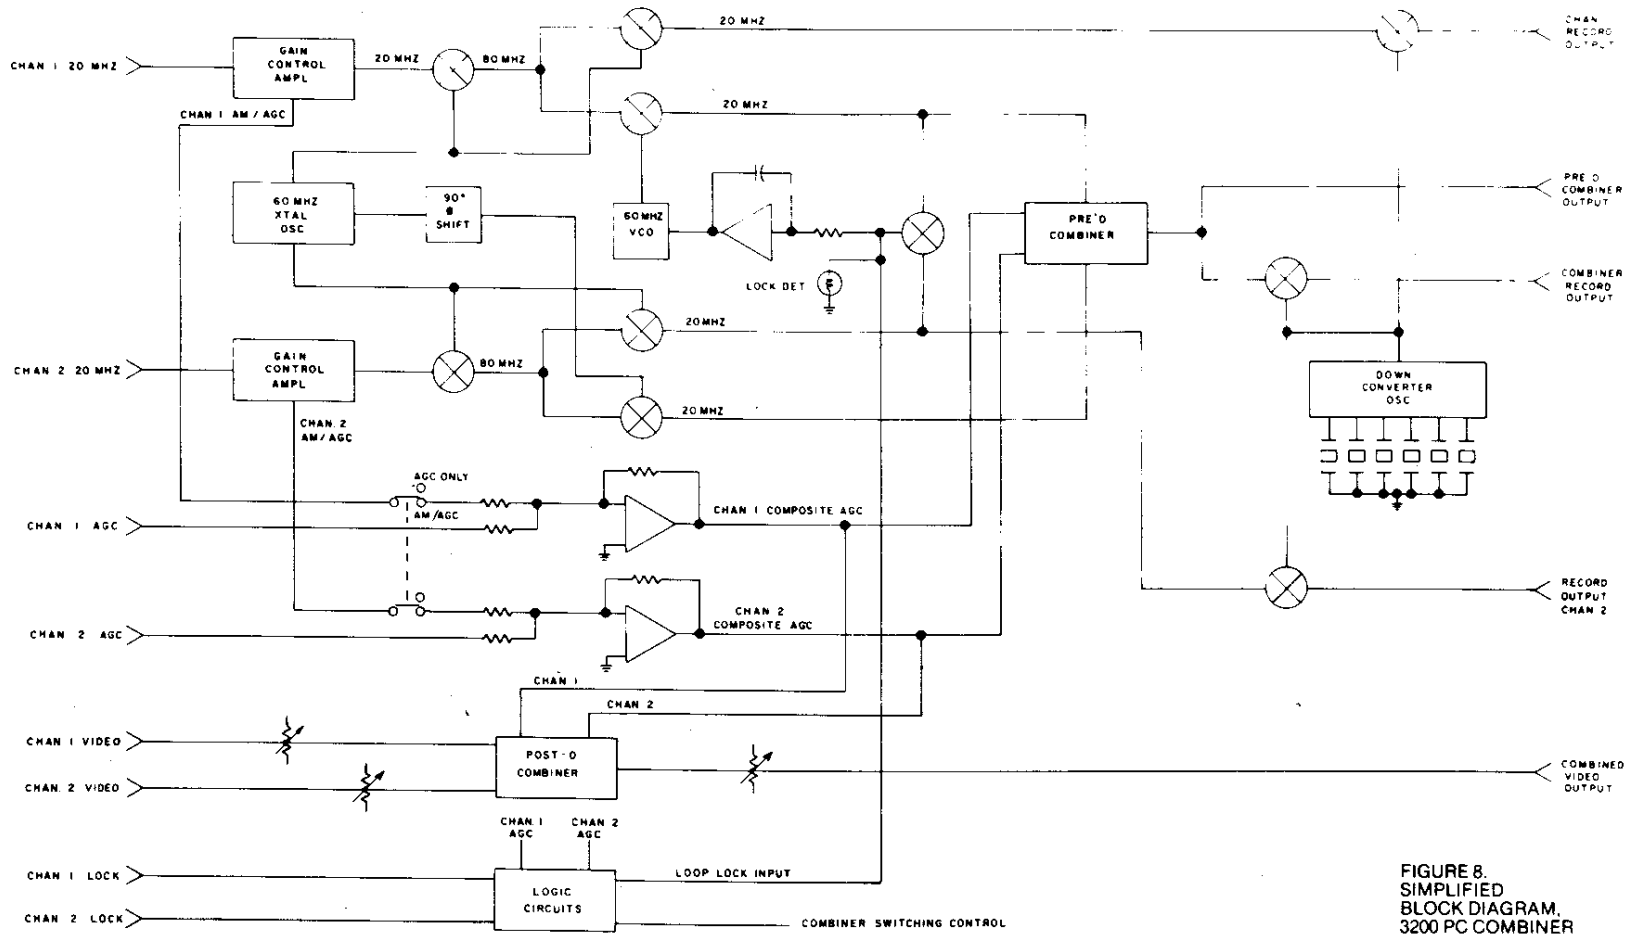 20 MHZ
CHAN
RECORD
OUTPUT
CHAN 1 20 MHZ
GAIN
CONTROL
AMPL
20 MHZ
80 MHZ
CHAN 1 AM / AGC
20 MHZ
60 MHZ
XTAL
OSC
90°
SHIFT
60 MHZ
VCO
LOCK DET
PRE'D
COMBINER
PRE D
COMBINER
OUTPUT
COMBINER
RECORD
OUTPUT
20 MHZ
CHAN 2 20 MHZ
GAIN
CONTROL
AMPL
80 MHZ
20 MHZ
DOWN
CONVERTER
OSC
CHAN. 2
AM/AGC
AGC ONLY
AM/AGC
CHAN 1 AGC
CHAN 1 COMPOSITE AGC
CHAN 2 AGC
CHAN 2
COMPOSITE AGC
RECORD
OUTPUT
CHAN 2
CHAN 1
CHAN 2
CHAN 1 VIDEO
CHAN. 2 VIDEO
POST-D
COMBINER
COMBINED
VIDEO
OUTPUT
CHAN. 1
AGC
CHAN 2
AGC
CHAN 1 LOCK
CHAN 2 LOCK
LOGIC
CIRCUITS
LOOP LOCK INPUT
COMBINER SWITCHING CONTROL
FIGURE 8.
SIMPLIFIED
BLOCK DIAGRAM,
3200 PC COMBINER